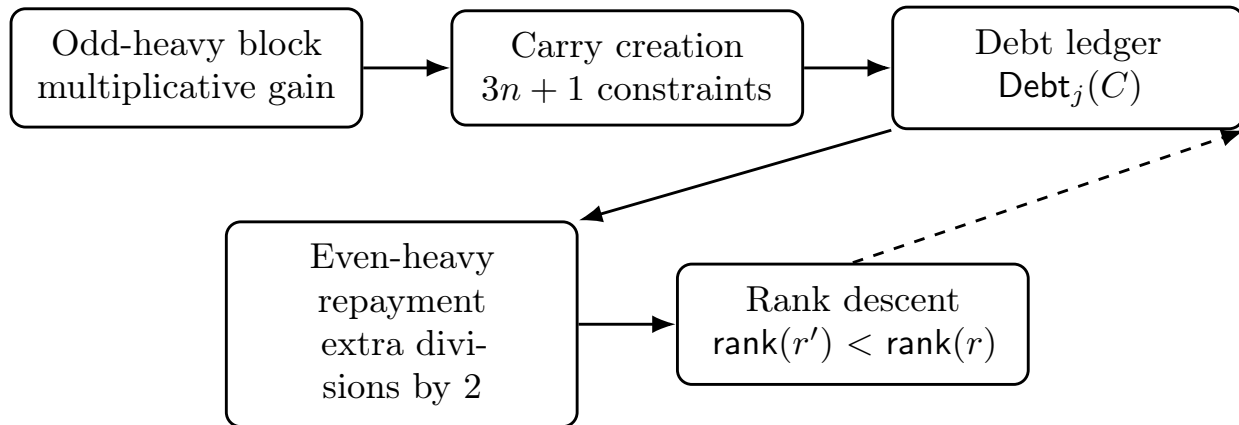 Odd-heavy block
multiplicative gain
Carry creation
3n + 1 constraints
Debt ledger
Debt_j(C)
Even-heavy
repayment
extra divi-
sions by 2
Rank descent
rank(r′) < rank(r)